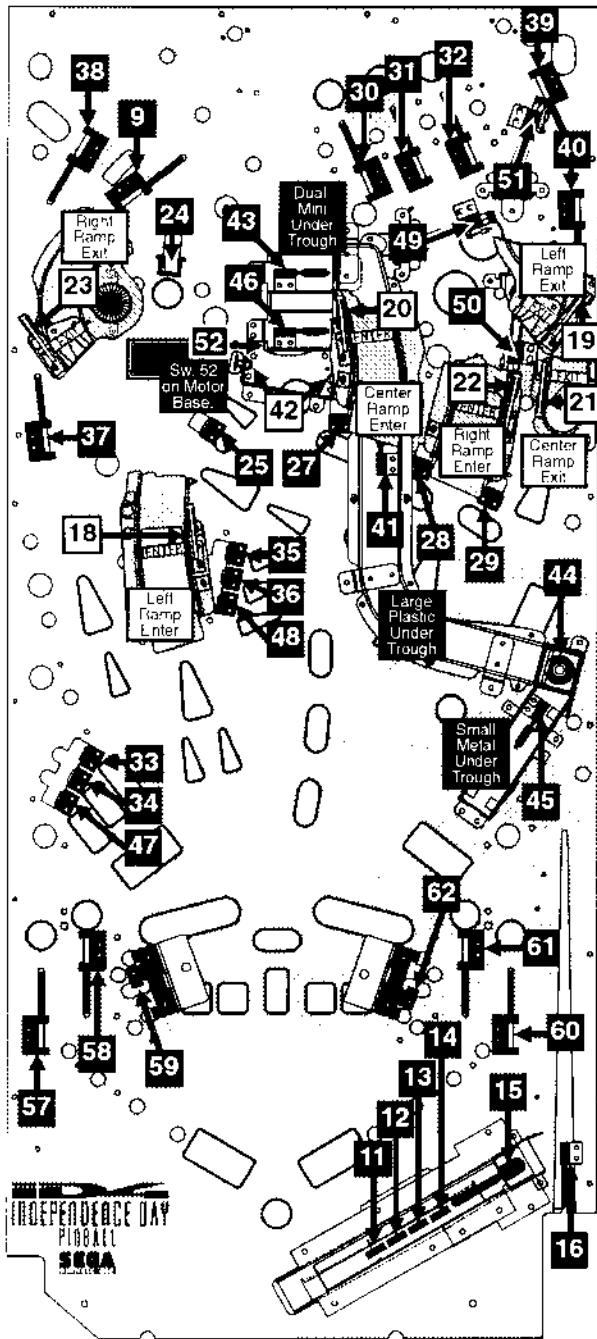 39
38
32
31
30
9
40
24
Dual
Mini
Under
Trough
51
43
49
Right
Ramp
Exit
Left
Ramp
Exit
46
23
20
50
52
ENTER
19
Sw. 52
on Motor
Base.
42
22
21
EXIT
Center
Ramp
Enter
ENTER
Right
Ramp
Enter
Center
Ramp
Exit
37
25
27
41
28
29
18
ENTER
35
36
48
44
Left
Ramp
Enter
Large
Plastic
Under
Trough
33
34
47
Small
Metal
Under
Trough
45
62
61
58
59
60
57
14
13
12
11
15
16
INDEPENDENCE DAY
PINBALL
SEGA